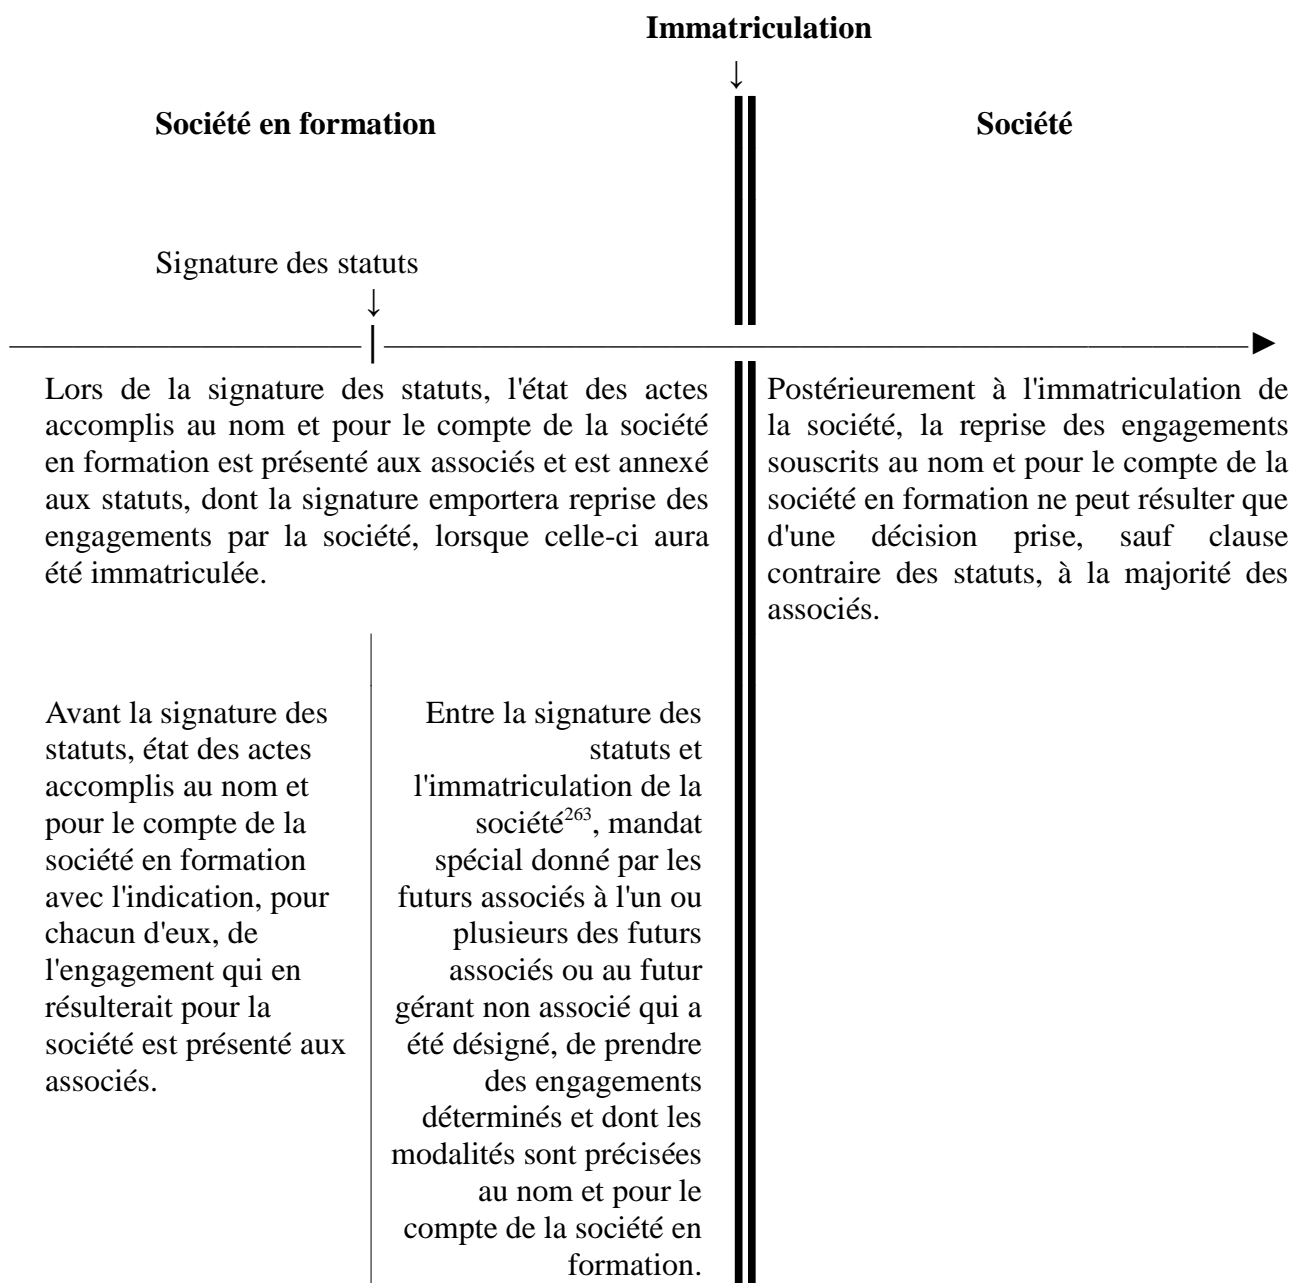 Immatriculation
↓
Société en formation
Société
Signature des statuts
↓
Lors de la signature des statuts, l'état des actes
accomplis au nom et pour le compte de la société
en formation est présenté aux associés et est annexé
aux statuts, dont la signature emportera reprise des
engagements par la société, lorsque celle-ci aura
été immatriculée.
Postérieurement à l'immatriculation de
la société, la reprise des engagements
souscrits au nom et pour le compte de la
société en formation ne peut résulter que
d'une décision prise, sauf clause
contraire des statuts, à la majorité des
associés.
Avant la signature des
statuts, état des actes
accomplis au nom et
pour le compte de la
société en formation
avec l'indication, pour
chacun d'eux, de
l'engagement qui en
résulterait pour la
société est présenté aux
associés.
Entre la signature des
statuts et
l'immatriculation de la
société263, mandat
spécial donné par les
futurs associés à l'un ou
plusieurs des futurs
associés ou au futur
gérant non associé qui a
été désigné, de prendre
des engagements
déterminés et dont les
modalités sont précisées
au nom et pour le
compte de la société en
formation.